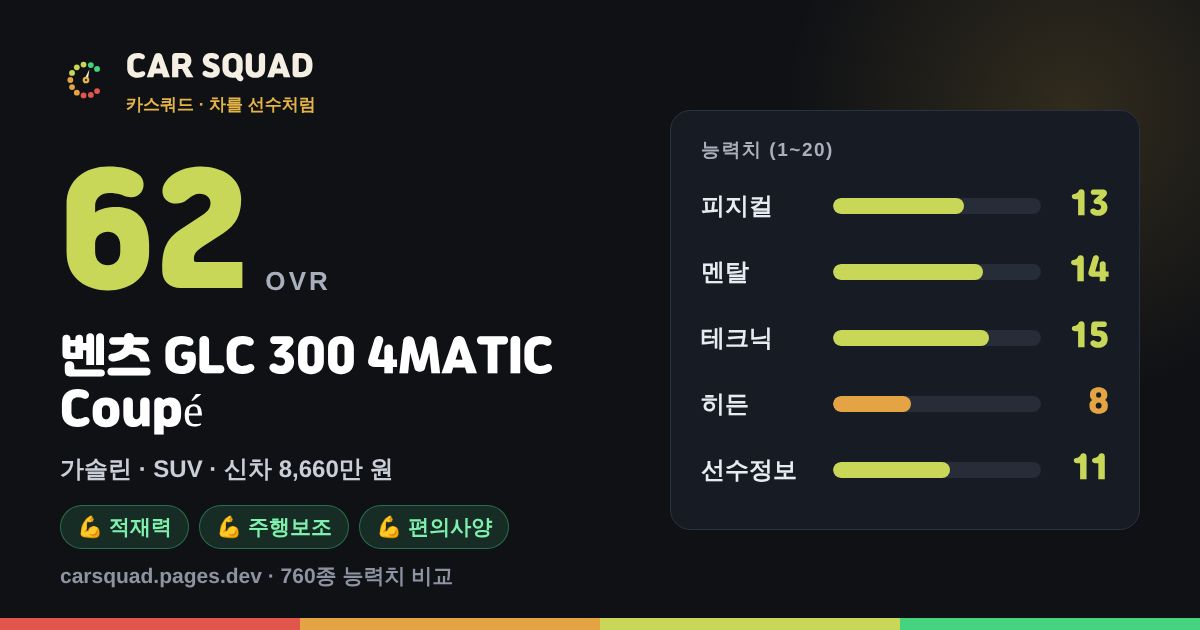 CAR SQUAD
카스쿼드 · 차를 선수처럼
62 OVR
벤츠 GLC 300 4MATIC
Coupé
가솔린 · SUV · 신차 8,660만 원
💪 적재력 💪 주행보조 💪 편의사양
carsquad.pages.dev · 760종 능력치 비교
능력치 (1~20)
피지컬 13
멘탈 14
테크닉 15
히든 8
선수정보 11